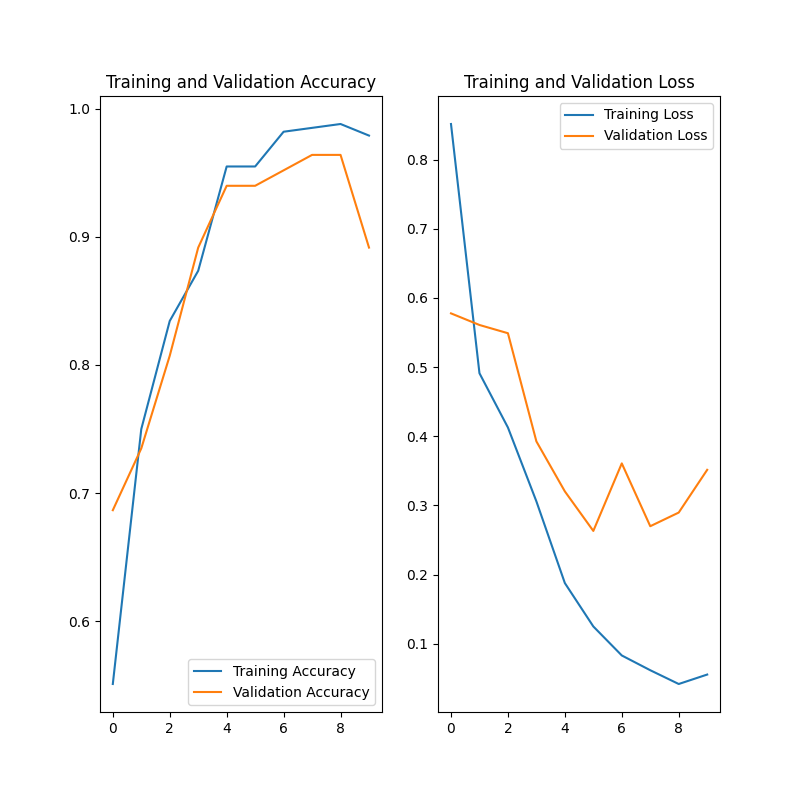 Training and Validation Accuracy
1.0
0.9
0.8
0.7
0.6
0 2 4 6 8
Training Accuracy
Validation Accuracy
Training and Validation Loss
0.8
0.7
0.6
0.5
0.4
0.3
0.2
0.1
0 2 4 6 8
Training Loss
Validation Loss